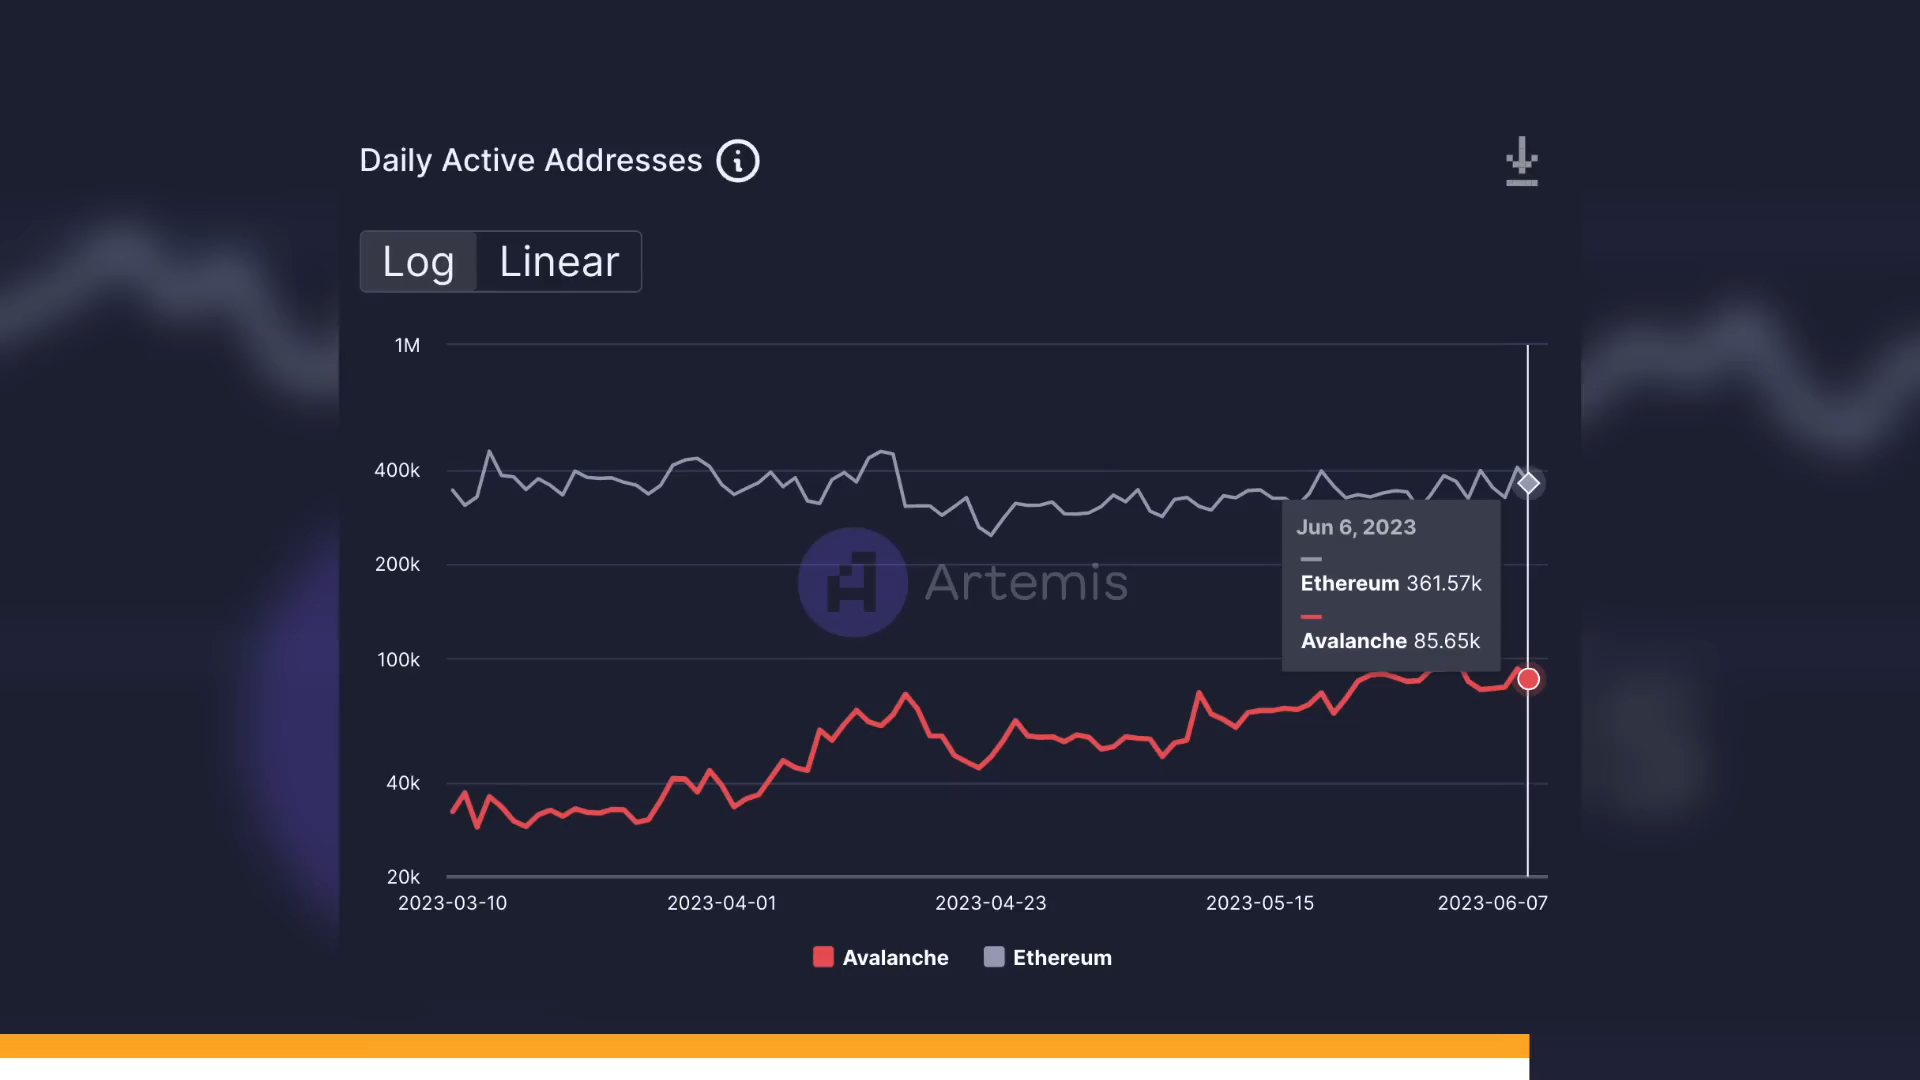 Daily Active Addresses
Log Linear
1M
400k
200k
100k
40k
20k
Artemis
Jun 6, 2023
Ethereum 361.57k
Avalanche 85.65k
2023-03-10 2023-04-01 2023-04-23 2023-05-15 2023-06-07
Avalanche Ethereum